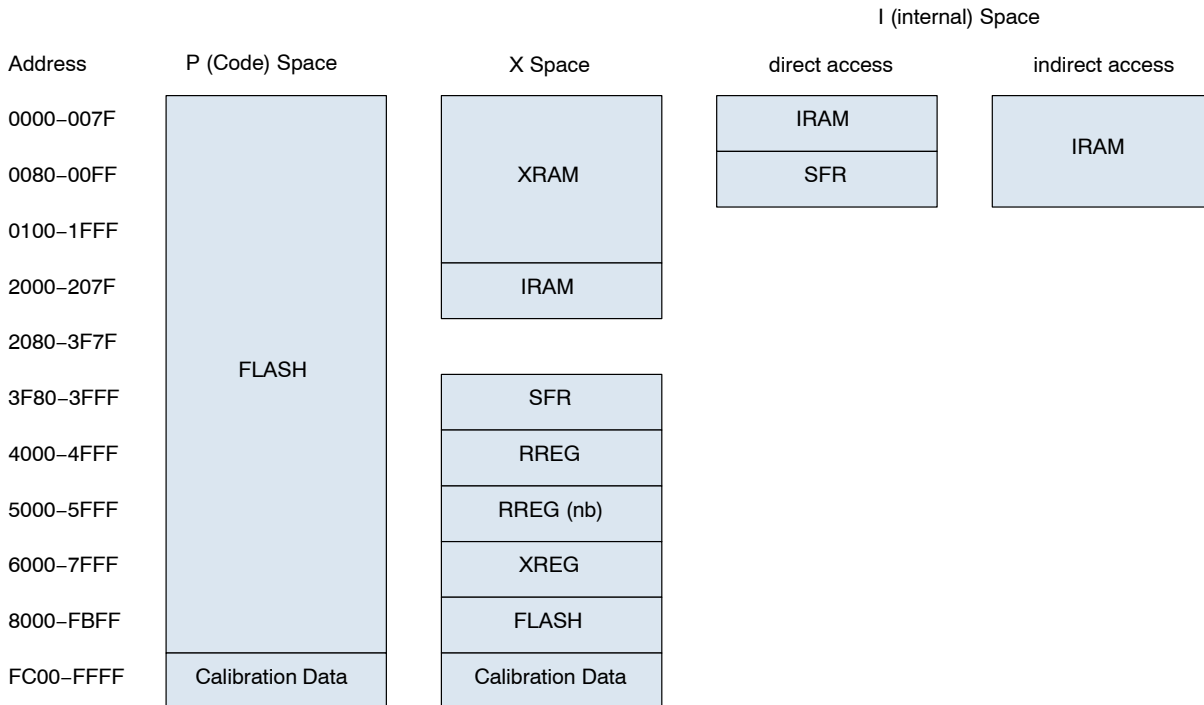 I (internal) Space
Address P (Code) Space X Space direct access indirect access
0000−007F IRAM
IRAM
0080−00FF XRAM SFR
0100−1FFF
2000−207F IRAM
2080−3F7F
FLASH
3F80−3FFF SFR
4000−4FFF RREG
5000−5FFF RREG (nb)
6000−7FFF XREG
8000−FBFF FLASH
FC00−FFFF Calibration Data Calibration Data